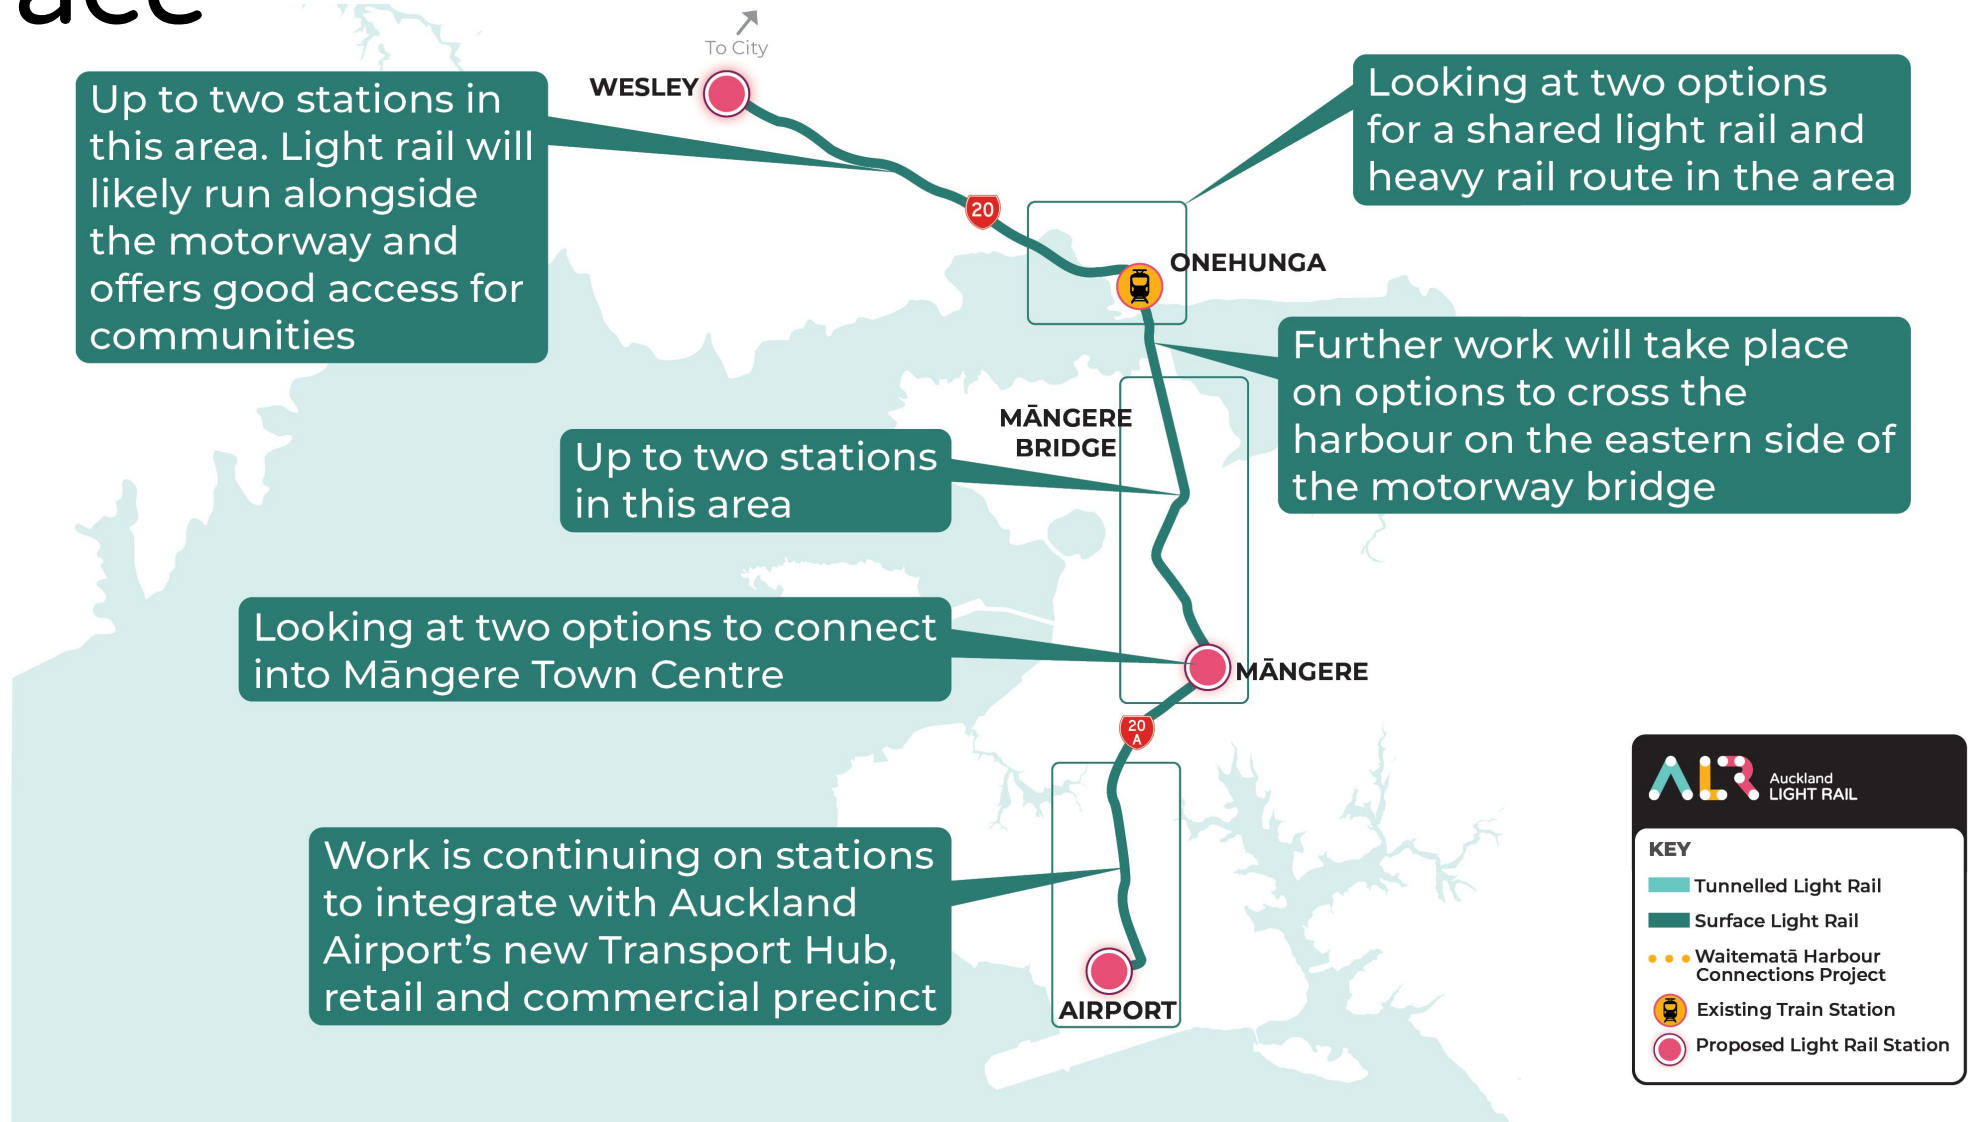 To City
WESLEY
Up to two stations in
this area. Light rail will
likely run alongside
the motorway and
offers good access for
communities
Looking at two options
for a shared light rail and
heavy rail route in the area
20
ONEHUNGA
Further work will take place
on options to cross the
harbour on the eastern side of
the motorway bridge
MĀNGERE
BRIDGE
Up to two stations
in this area
Looking at two options to connect
into Māngere Town Centre
MĀNGERE
20
A
Work is continuing on stations
to integrate with Auckland
Airport’s new Transport Hub,
retail and commercial precinct
AIRPORT
ALR
Auckland
LIGHT RAIL
KEY
Tunnelled Light Rail
Surface Light Rail
Waitematā Harbour
Connections Project
Existing Train Station
Proposed Light Rail Station